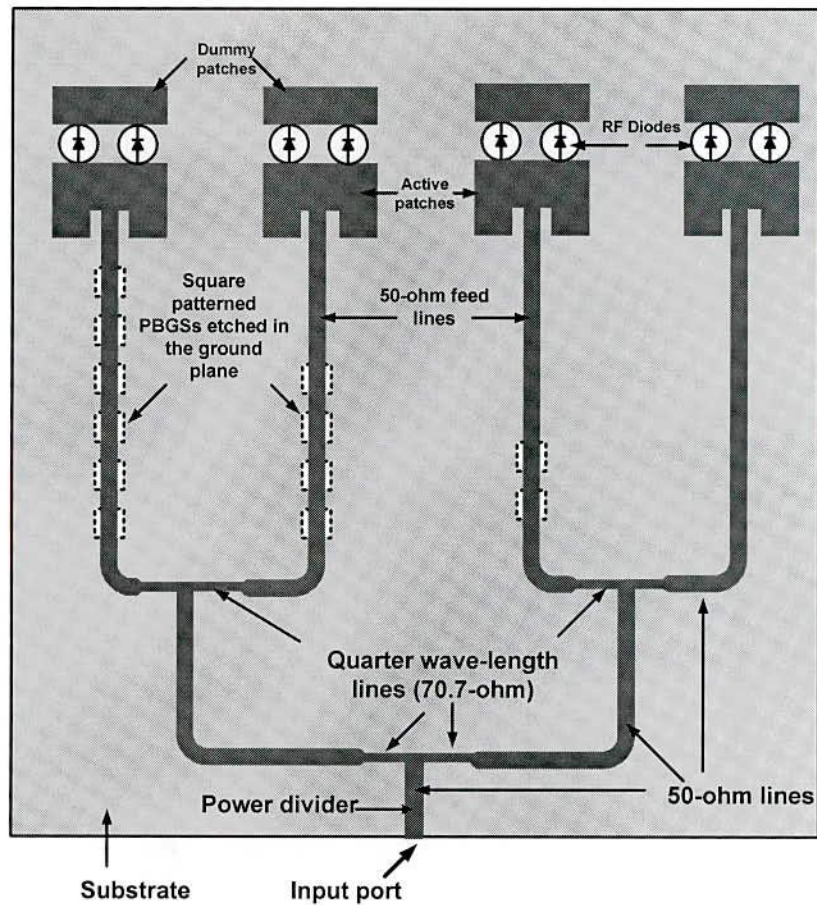 Dummy
patches
RF Diodes
Active
patches
Square
patterned
PBGSs etched in
the ground
plane
50-ohm feed
lines
Quarter wave-length
lines (70.7-ohm)
Power divider
50-ohm lines
Substrate
Input port